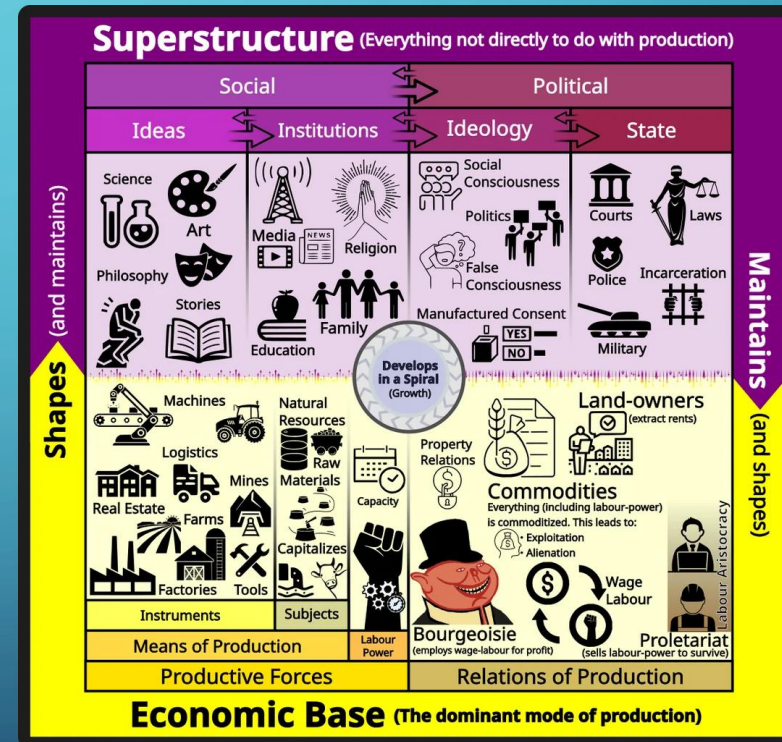 Superstructure (Everything not directly to do with production)
Social
Political
Ideas
Institutions
Ideology
State
Science
Art
Philosophy
Stories
Media
NEWS
Religion
Family
Education
Social
Consciousness
Politics
False
Consciousness
Manufactured Consent
YES
NO
Courts
Laws
Police
Incarceration
Military
Shapes (and maintains)
Maintains (and shapes)
Develops
in a Spiral
(Growth)
Machines
Logistics
Real Estate
Mines
Farms
Factories
Tools
Natural
Resources
Raw
Materials
Capitalizes
Capacity
Instruments
Subjects
Means of Production
Labour
Power
Productive Forces
Property
Relations
$
$
Land-owners
(extract rents)
Commodities
Everything (including labour-power)
is commoditized. This leads to:
· Exploitation
· Alienation
Bourgeoisie
(employs wage-labour for profit)
$
Wage
Labour
Labour Aristocracy
Proletariat
(sells labour-power to survive)
Relations of Production
Economic Base (The dominant mode of production)